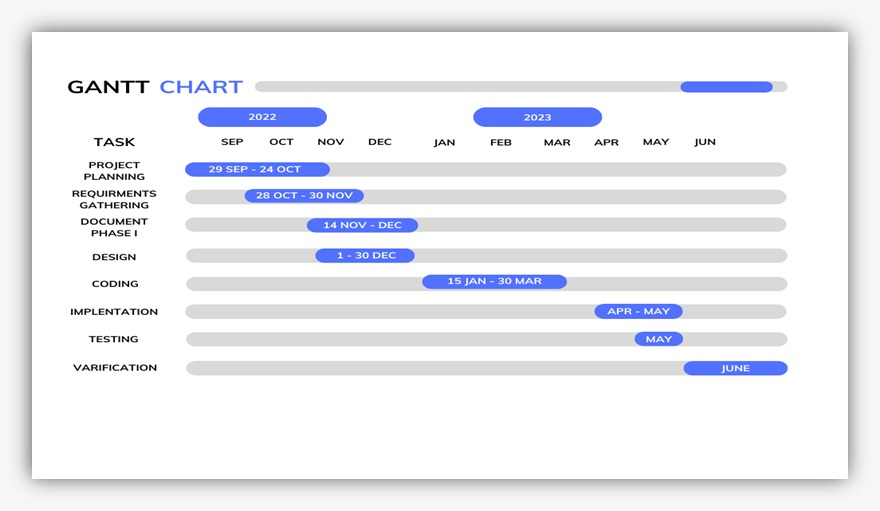 GANTT CHART
2022 2023
TASK SEP OCT NOV DEC JAN FEB MAR APR MAY JUN
PROJECT
PLANNING
29 SEP - 24 OCT
REQUIRMENTS
GATHERING
28 OCT - 30 NOV
DOCUMENT
PHASE I
14 NOV - DEC
DESIGN 1 - 30 DEC
CODING 15 JAN - 30 MAR
IMPLENTATION APR - MAY
TESTING MAY
VARIFICATION JUNE